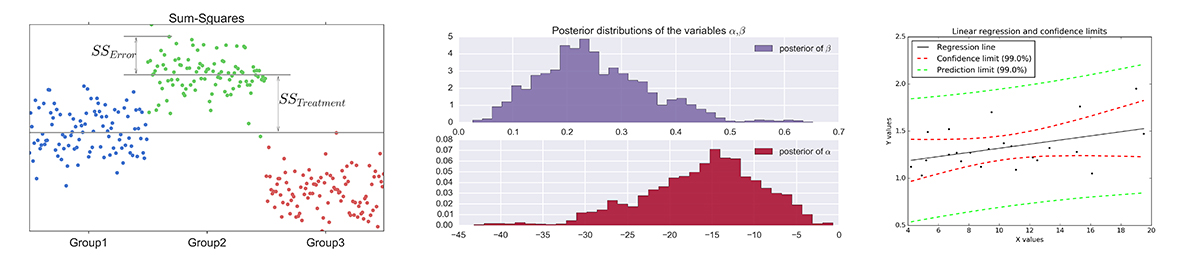 Sum-Squares
SS_Error
SS_Treatment
Group1 Group2 Group3
Posterior distributions of the variables α,β
5
4
3
2
1
0
posterior of β
0.0 0.1 0.2 0.3 0.4 0.5 0.6 0.7
0.08
0.07
0.06
0.05
0.04
0.03
0.02
0.01
0.00
posterior of α
−45 −40 −35 −30 −25 −20 −15 −10 −5 0
Linear regression and confidence limits
2.5
2.0
1.5
1.0
0.5
Y values
Regression line
Confidence limit (99.0%)
Prediction limit (99.0%)
4 6 8 10 12 14 16 18 20
X values